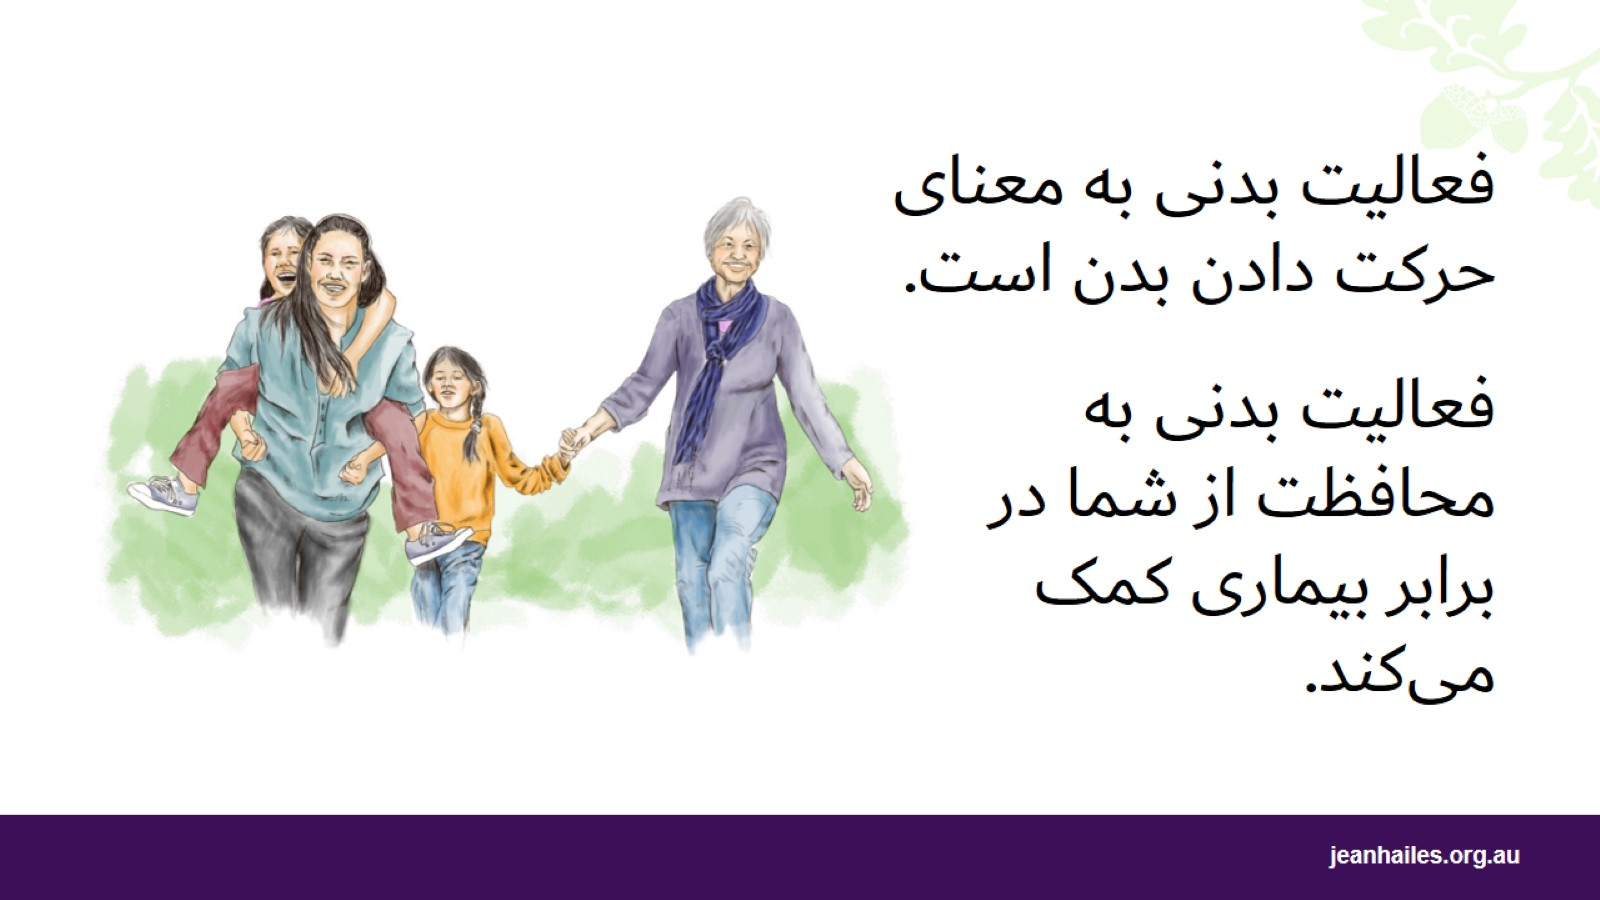 فعالیت بدنی به معنای
حرکت دادن بدن است.
فعالیت بدنی به
محافظت از شما در
برابر بیماری کمک
می‌کند.
jeanhailes.org.au